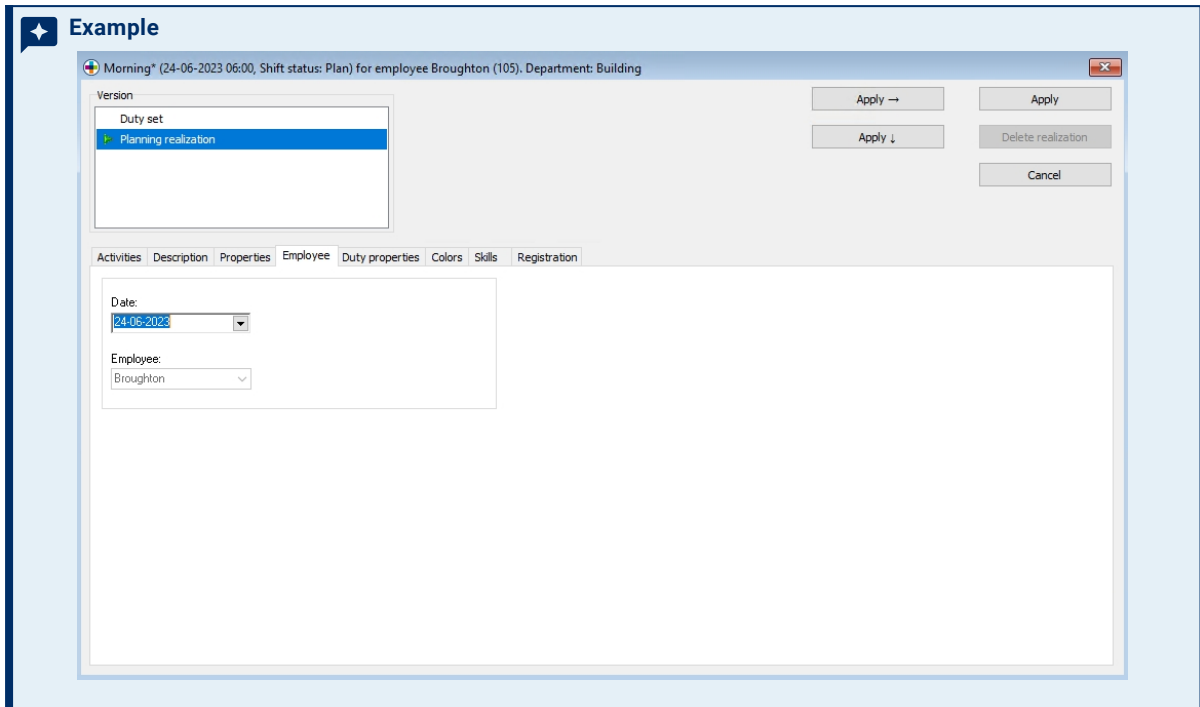 Example
Morning* (24-06-2023 06:00, Shift status: Plan) for employee Broughton (105). Department: Building
Version
Duty set
Planning realization
Apply →
Apply
Apply ↓
Delete realization
Cancel
Activities Description Properties Employee Duty properties Colors Skills Registration
Date:
24-06-2023
Employee:
Broughton